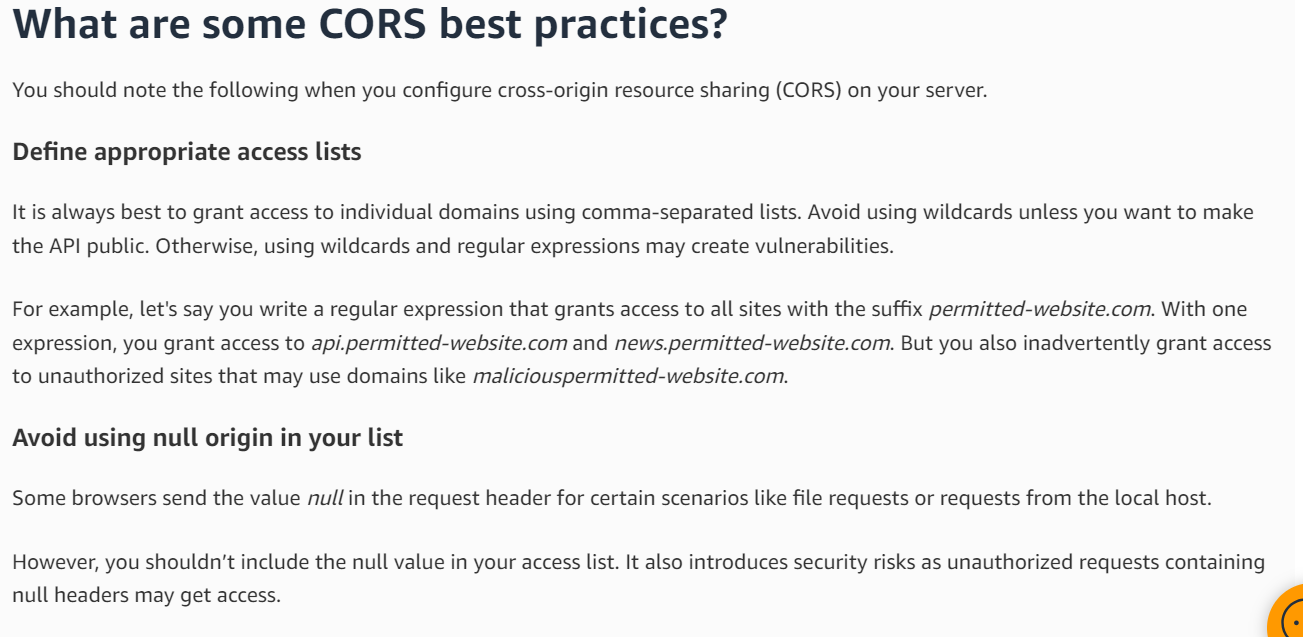 What are some CORS best practices?
You should note the following when you configure cross-origin resource sharing (CORS) on your server.
Define appropriate access lists
It is always best to grant access to individual domains using comma-separated lists. Avoid using wildcards unless you want to make
the API public. Otherwise, using wildcards and regular expressions may create vulnerabilities.
For example, let's say you write a regular expression that grants access to all sites with the suffix permitted-website.com. With one
expression, you grant access to api.permitted-website.com and news.permitted-website.com. But you also inadvertently grant access
to unauthorized sites that may use domains like maliciouspermitted-website.com.
Avoid using null origin in your list
Some browsers send the value null in the request header for certain scenarios like file requests or requests from the local host.
However, you shouldn’t include the null value in your access list. It also introduces security risks as unauthorized requests containing
null headers may get access.